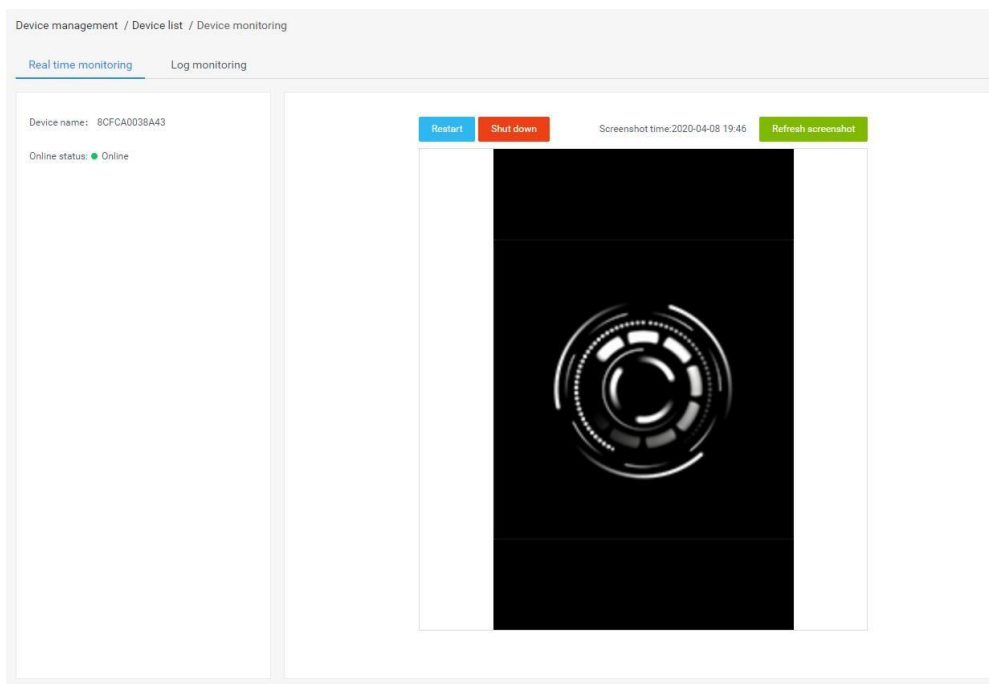 Device management / Device list / Device monitoring
Real time monitoring Log monitoring
Device name: 8CFCA0038A43
Online status: Online
Restart Shut down Screenshot time:2020-04-08 19:46 Refresh screenshot